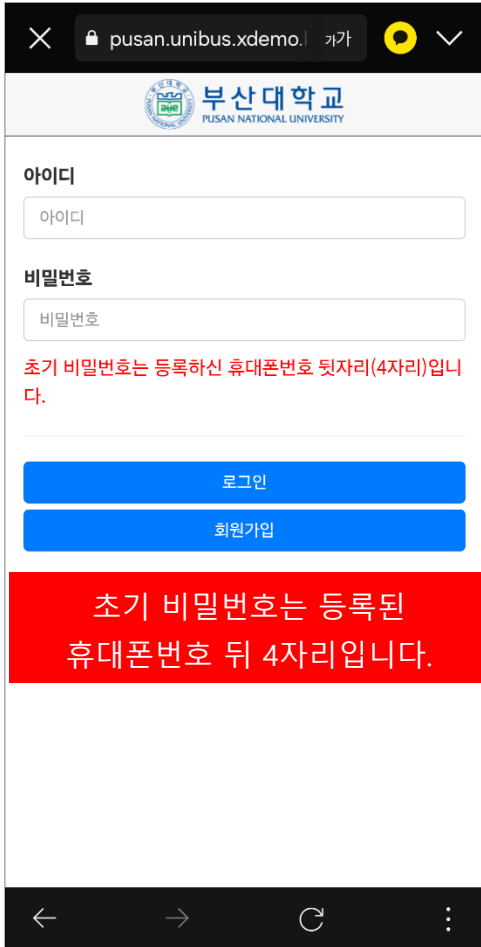 pusan.unibus.xdemo. 가가
부산대학교
PUSAN NATIONAL UNIVERSITY
아이디
아이디
비밀번호
비밀번호
초기 비밀번호는 등록하신 휴대폰번호 뒷자리(4자리)입니
다.
로그인
회원가입
초기 비밀번호는 등록된
휴대폰번호 뒤 4자리입니다.